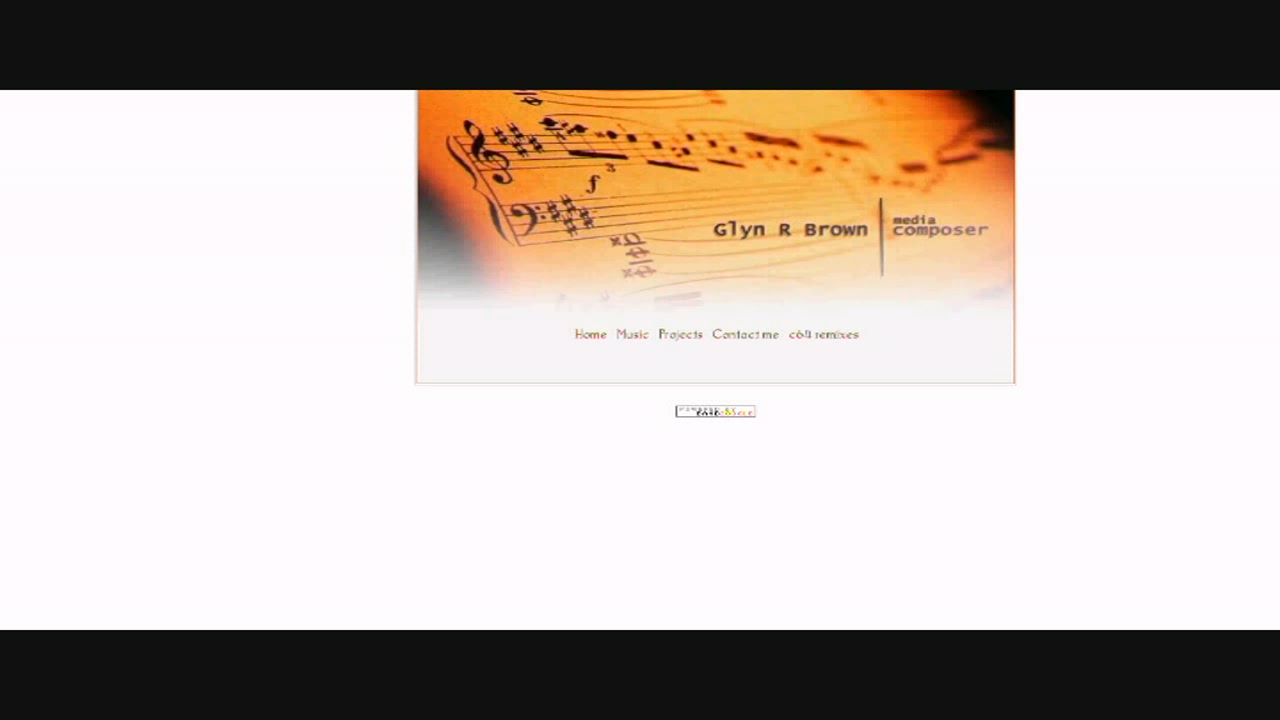 Glyn R Brown
media
composer
Home Music Projects Contact me c64 remixes